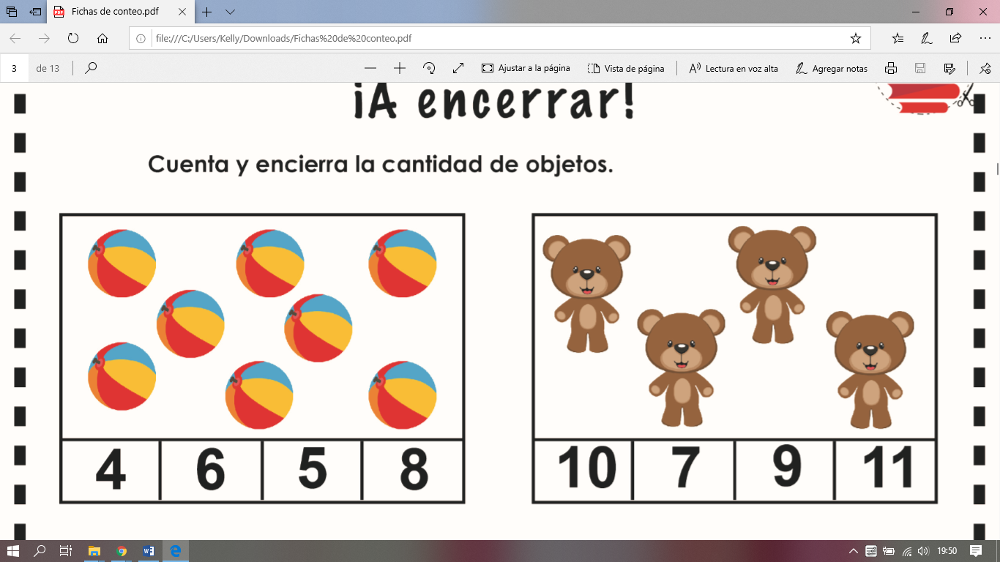 Fichas de conteo.pdf
file:///C:/Users/Kelly/Downloads/Fichas%20de%20conteo.pdf
3 de 13 Ajustar a la página Vista de página Lectura en voz alta Agregar notas
¡A encerrar!
Cuenta y encierra la cantidad de objetos.
4 6 5 8
10 7 9 11
19:50